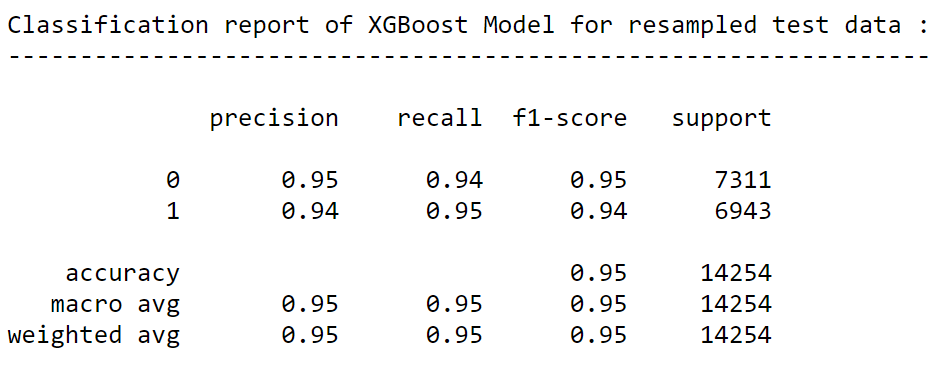 Classification report of XGBoost Model for resampled test data :
----------------------------------------------------------------
precision recall f1-score support
0 0.95 0.94 0.95 7311
1 0.94 0.95 0.94 6943
accuracy 0.95 14254
macro avg 0.95 0.95 0.95 14254
weighted avg 0.95 0.95 0.95 14254